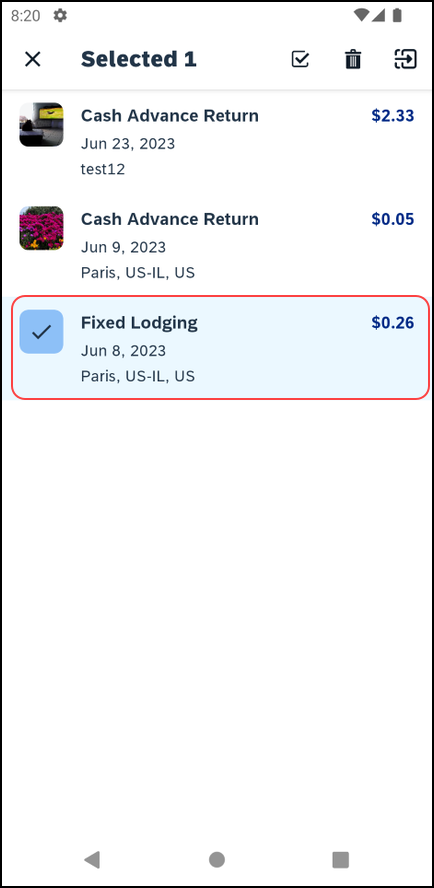 8:20
Selected 1
Cash Advance Return $2.33
Jun 23, 2023
test12
Cash Advance Return $0.05
Jun 9, 2023
Paris, US-IL, US
Fixed Lodging $0.26
Jun 8, 2023
Paris, US-IL, US